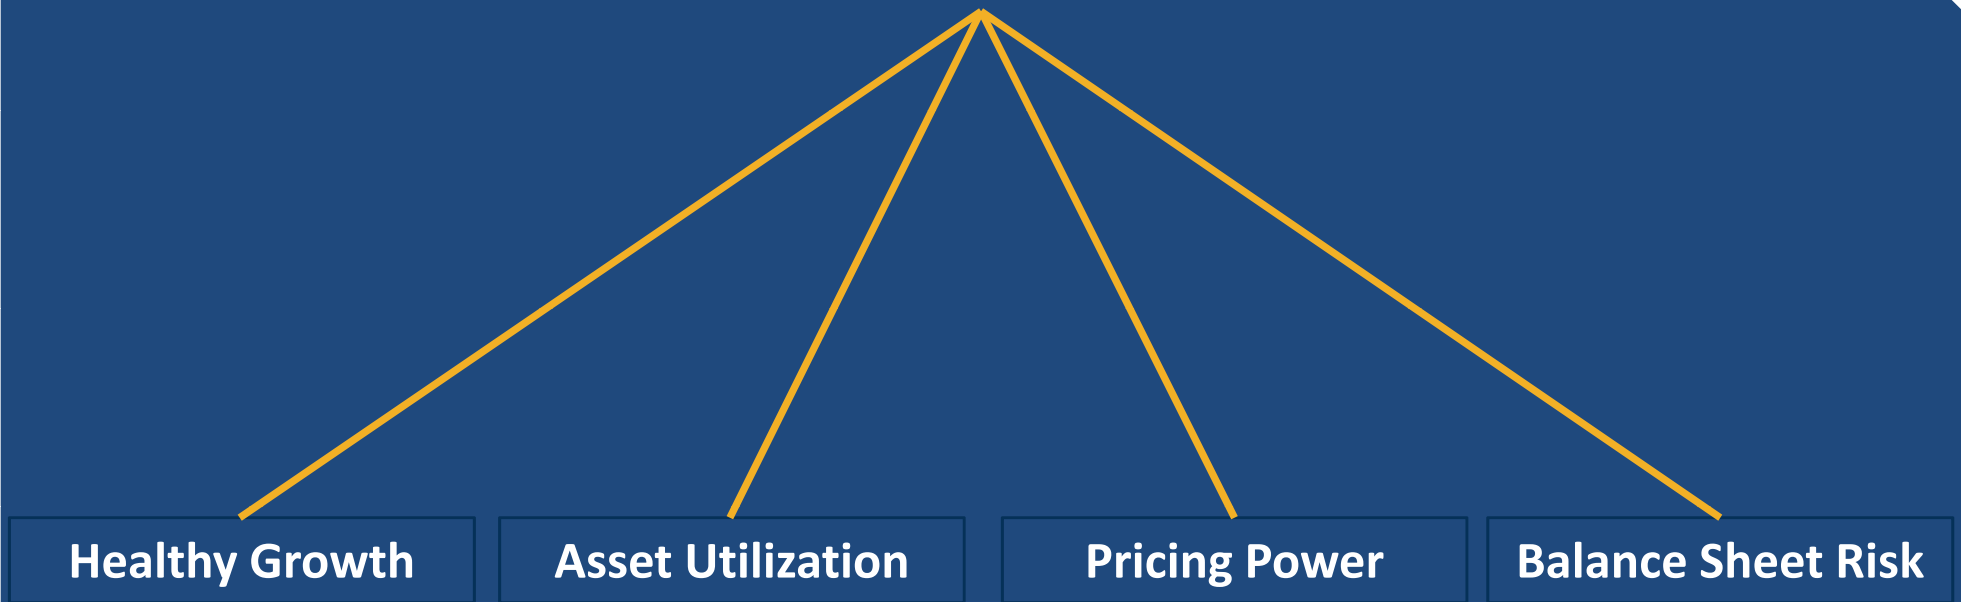 Healthy Growth
Asset Utilization
Pricing Power
Balance Sheet Risk